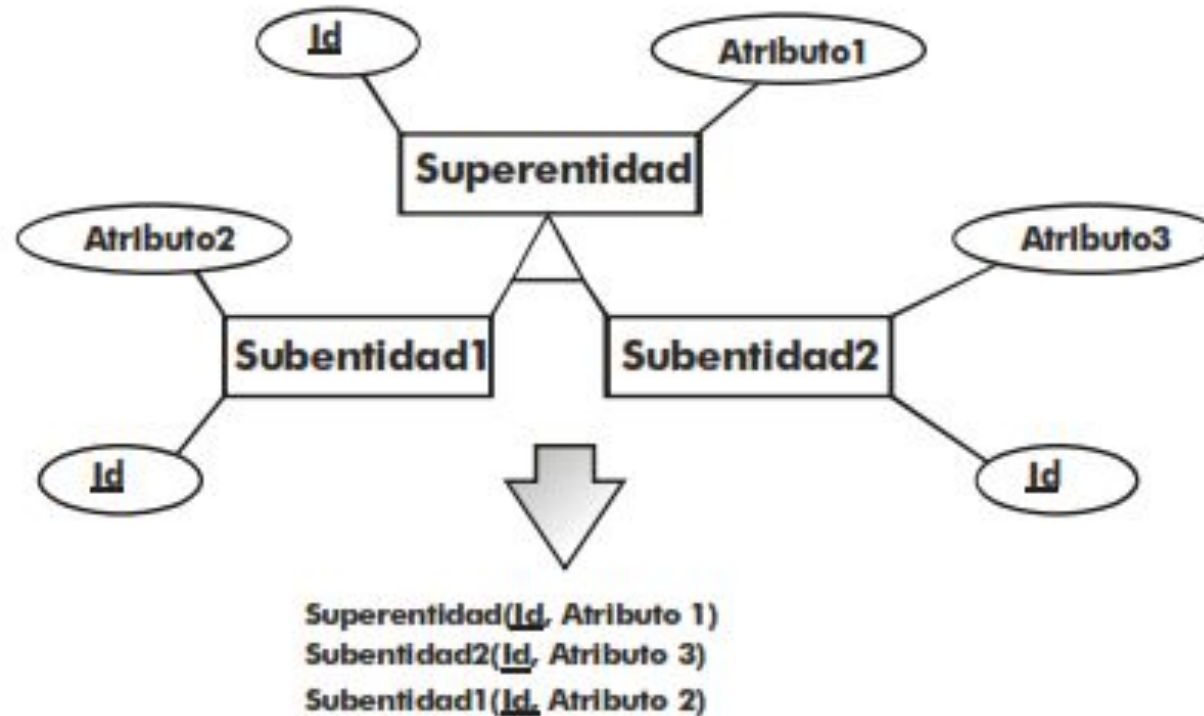 Id
Atributo1
Superentidad
Atributo2
Atributo3
Subentidad1
Subentidad2
Id
Id
Superentidad(Id, Atributo 1)
Subentidad2(Id, Atributo 3)
Subentidad1(Id, Atributo 2)